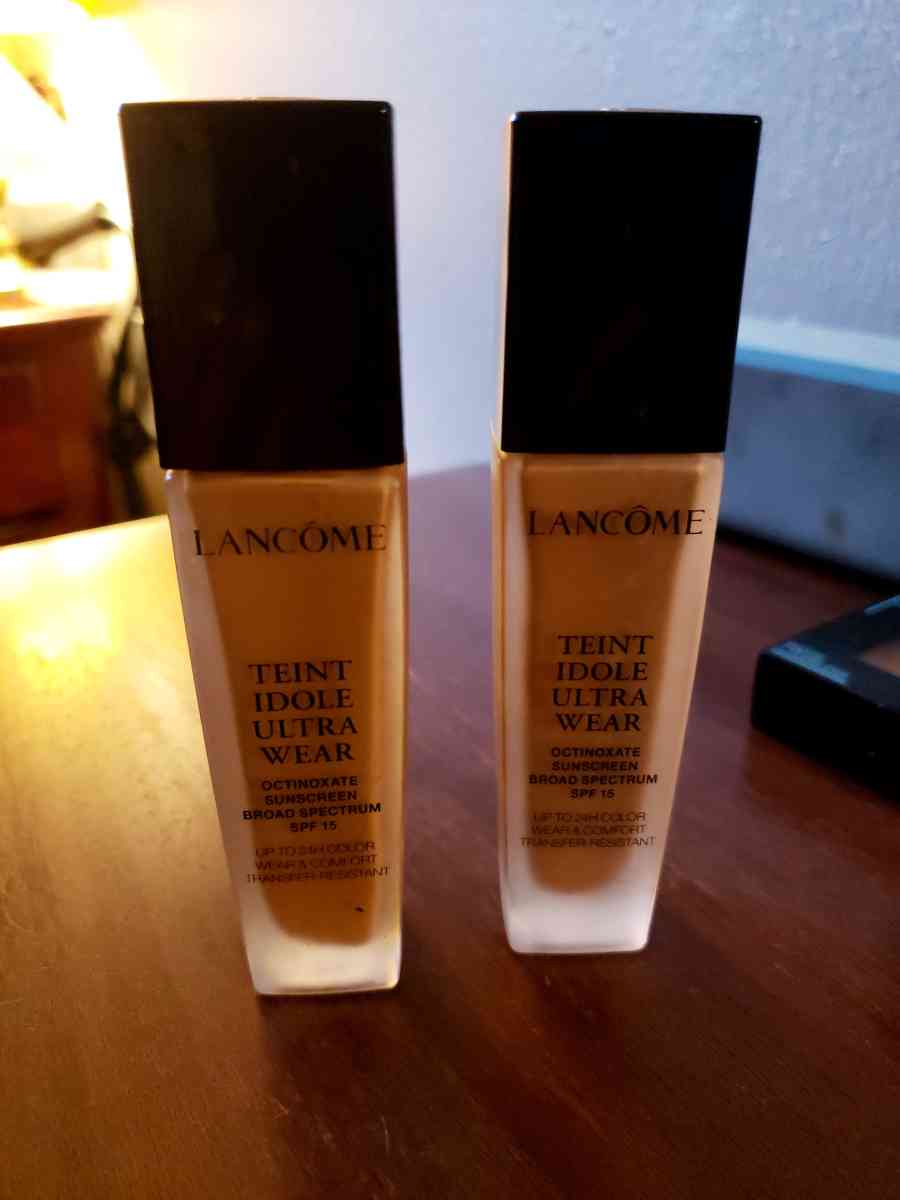 LANCÔME
TEINT
IDOLE
ULTRA
WEAR
OCTINOXATE
SUNSCREEN
BROAD SPECTRUM
SPF 15
UP TO 24H COLOR
WEAR & COMFORT
TRANSFER-RESISTANT
LANCÔME
TEINT
IDOLE
ULTRA
WEAR
OCTINOXATE
SUNSCREEN
BROAD SPECTRUM
SPF 15
UP TO 24H COLOR
WEAR & COMFORT
TRANSFER-RESISTANT